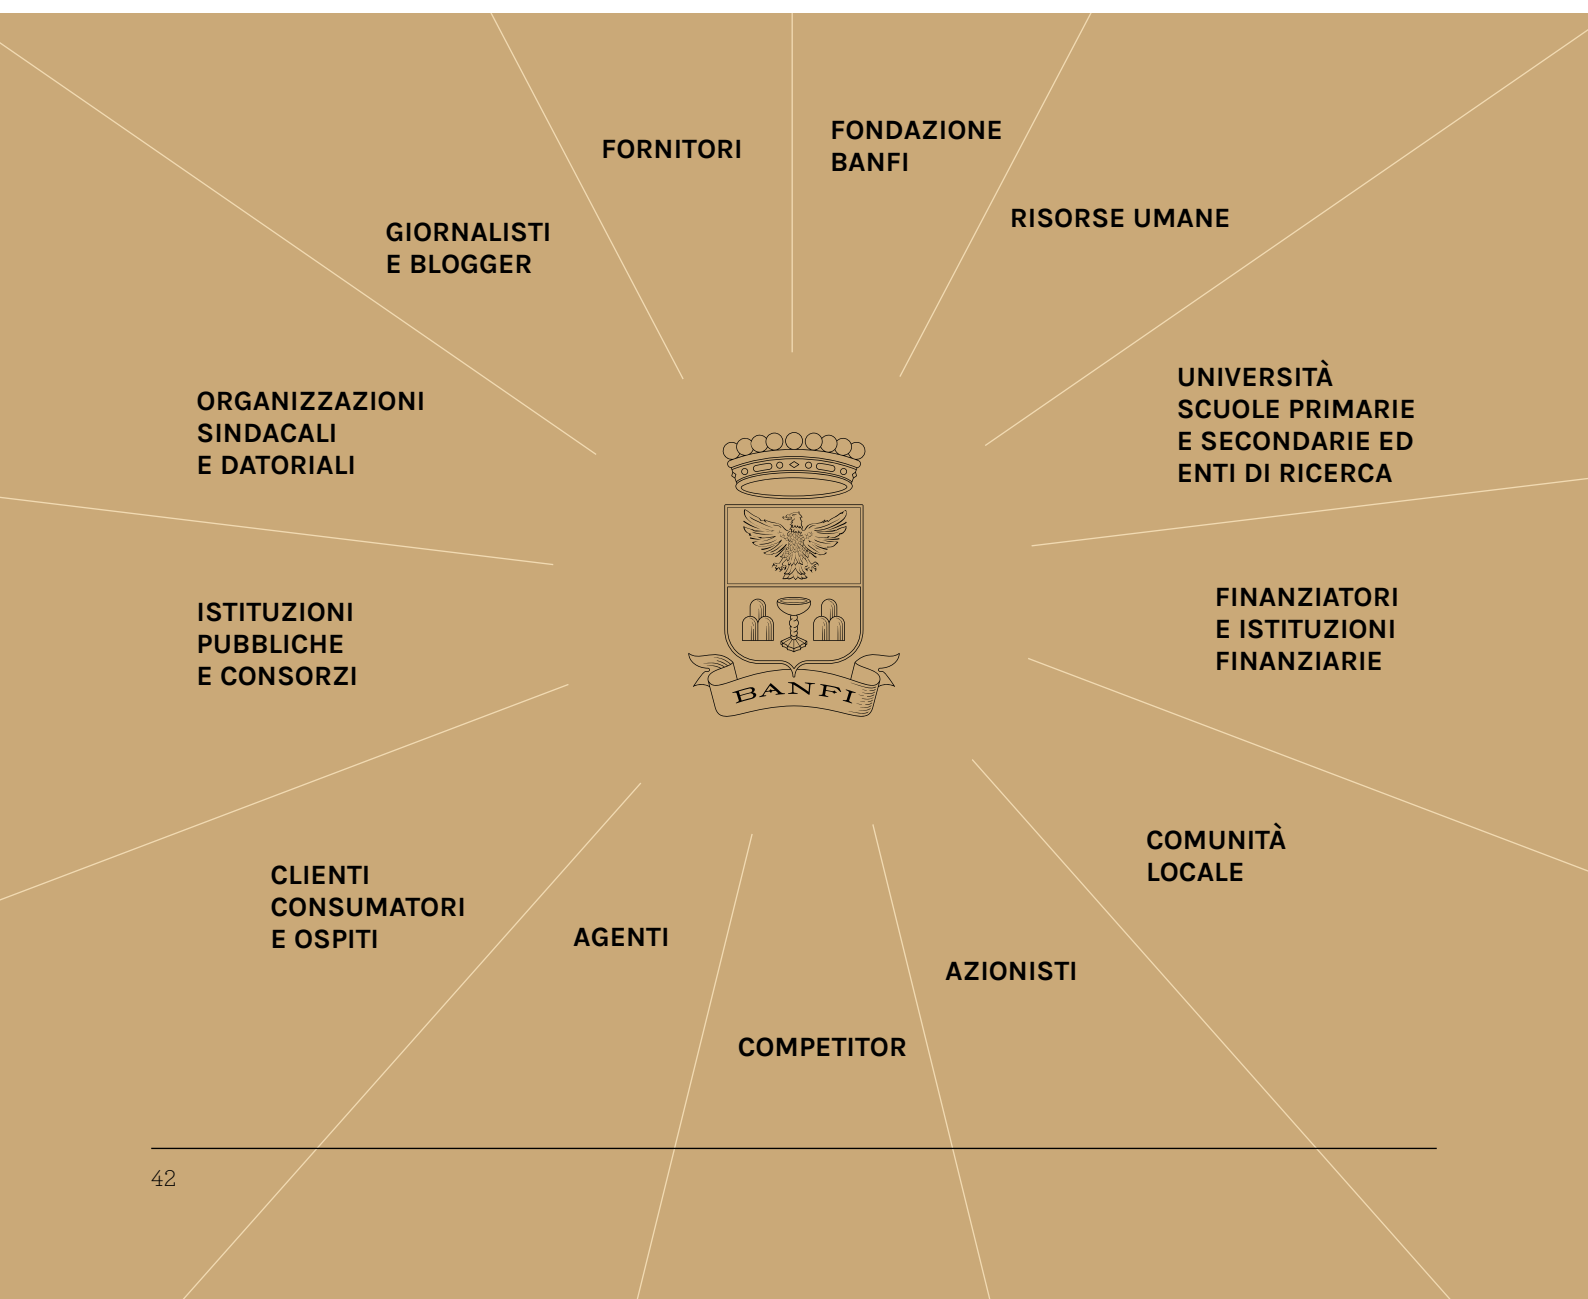 FORNITORI
FONDAZIONE
BANFI
RISORSE UMANE
GIORNALISTI
E BLOGGER
UNIVERSITÀ
SCUOLE PRIMARIE
E SECONDARIE ED
ENTI DI RICERCA
ORGANIZZAZIONI
SINDACALI
E DATORIALI
FINANZIATORI
E ISTITUZIONI
FINANZIARIE
ISTITUZIONI
PUBBLICHE
E CONSORZI
BANFI
COMUNITÀ
LOCALE
CLIENTI
CONSUMATORI
E OSPITI
AGENTI
AZIONISTI
COMPETITOR
42